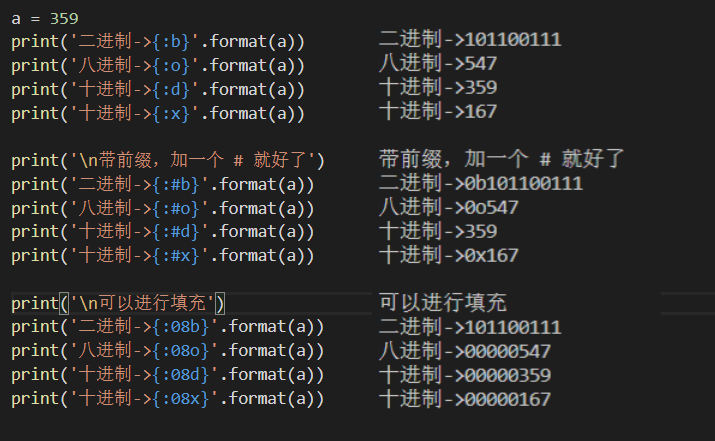 a = 359
print('二进制->{:b}'.format(a)) 二进制->101100111
print('八进制->{:o}'.format(a)) 八进制->547
print('十进制->{:d}'.format(a)) 十进制->359
print('十进制->{:x}'.format(a)) 十进制->167
print('\n带前缀，加一个 # 就好了') 带前缀，加一个 # 就好了
print('二进制->{:#b}'.format(a)) 二进制->0b101100111
print('八进制->{:#o}'.format(a)) 八进制->0o547
print('十进制->{:#d}'.format(a)) 十进制->359
print('十进制->{:#x}'.format(a)) 十进制->0x167
print('\n可以进行填充') 可以进行填充
print('二进制->{:08b}'.format(a)) 二进制->101100111
print('八进制->{:08o}'.format(a)) 八进制->00000547
print('十进制->{:08d}'.format(a)) 十进制->00000359
print('十进制->{:08x}'.format(a)) 十进制->00000167